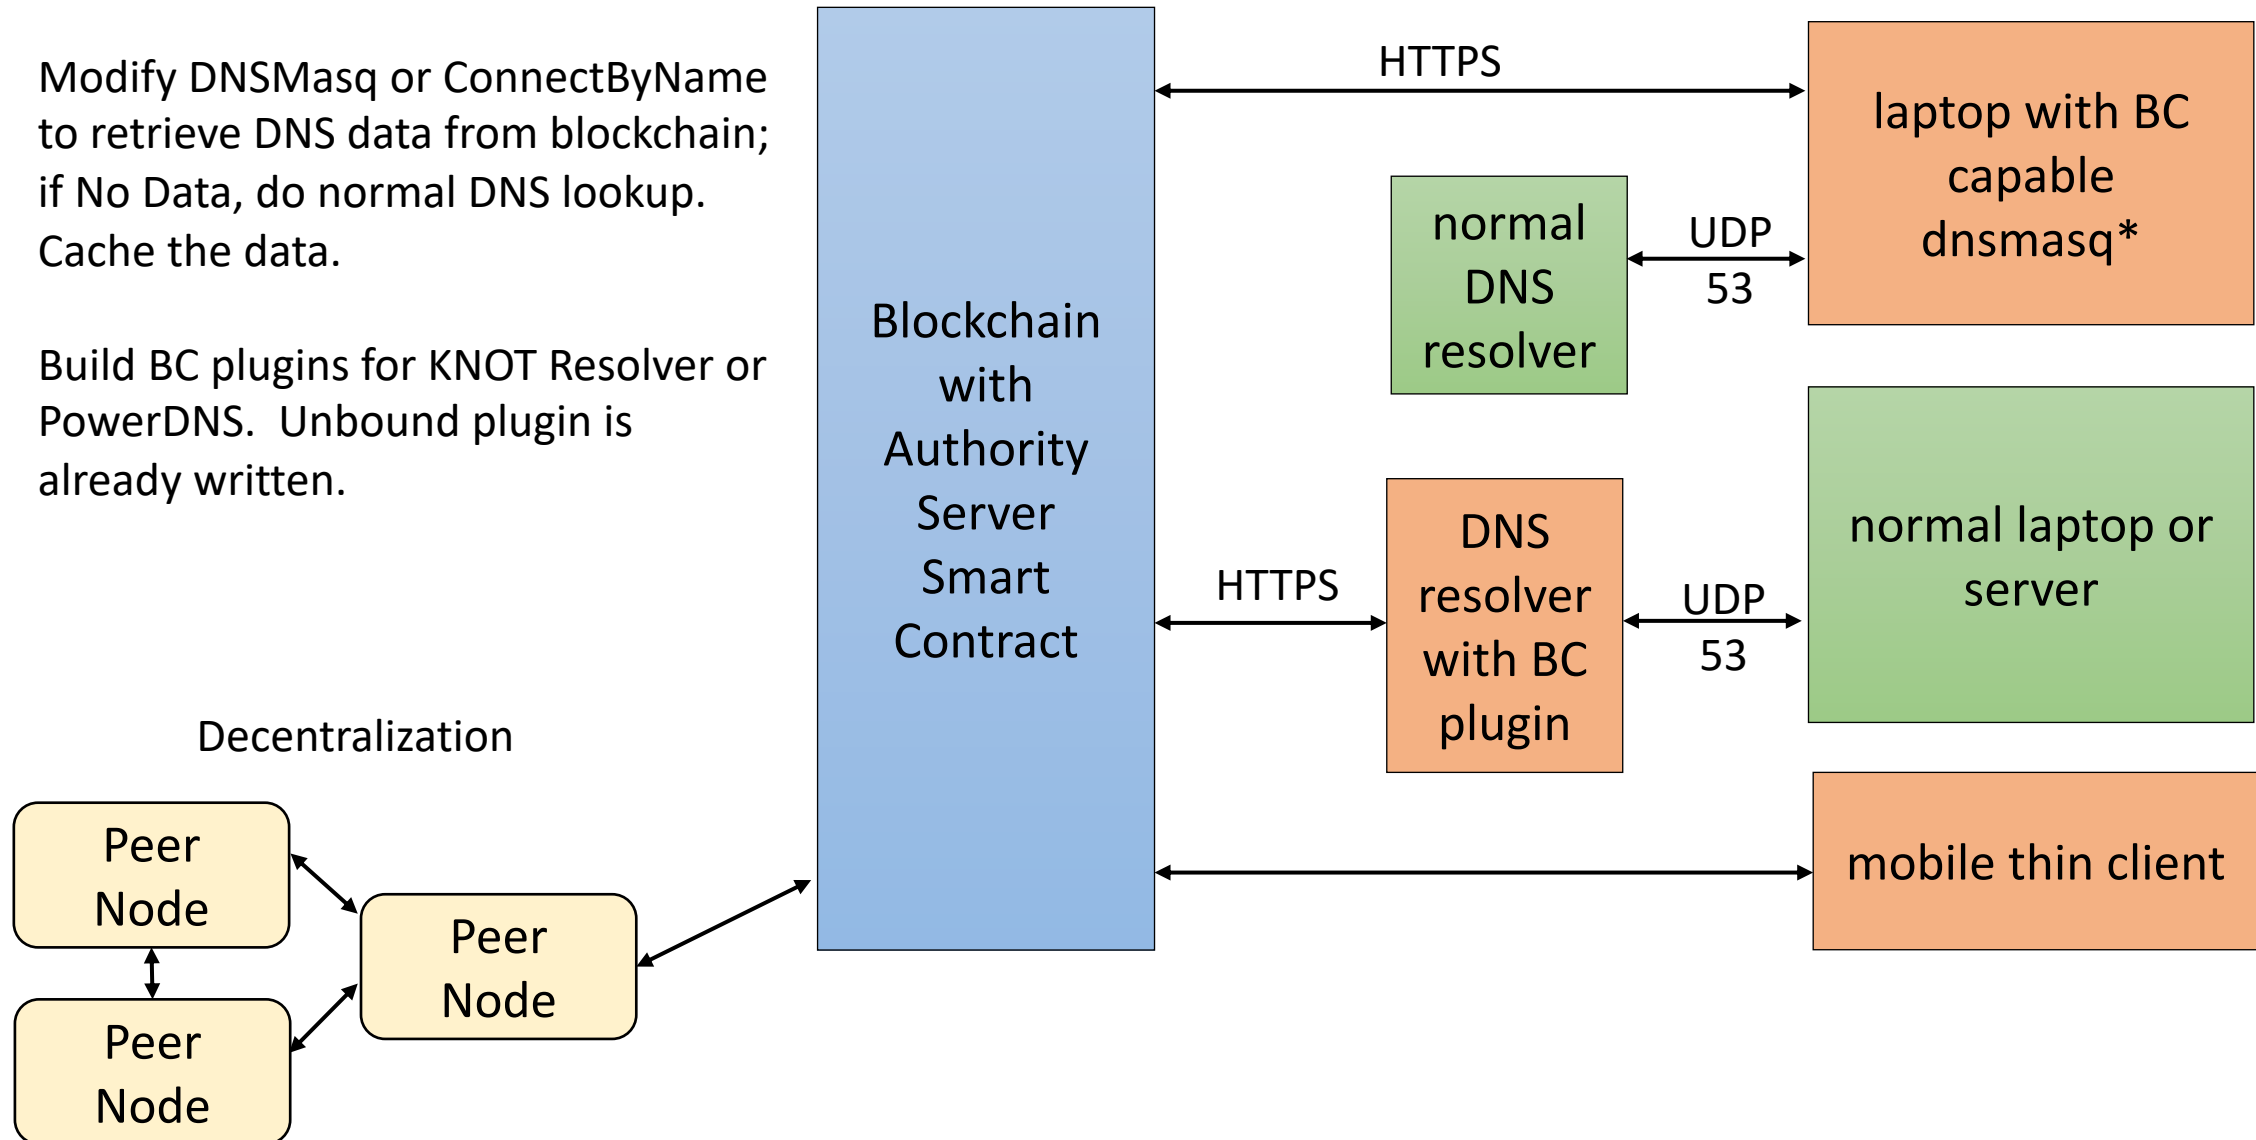 Modify DNSMasq or ConnectByName
to retrieve DNS data from blockchain;
if No Data, do normal DNS lookup.
Cache the data.
Build BC plugins for KNOT Resolver or
PowerDNS.  Unbound plugin is
already written.
Decentralization
Peer
Node
Peer
Node
Peer
Node
Blockchain
with
Authority
Server
Smart
Contract
HTTPS
laptop with BC
capable
dnsmasq*
normal
DNS
resolver
UDP
53
HTTPS
DNS
resolver
with BC
plugin
UDP
53
normal laptop or
server
mobile thin client